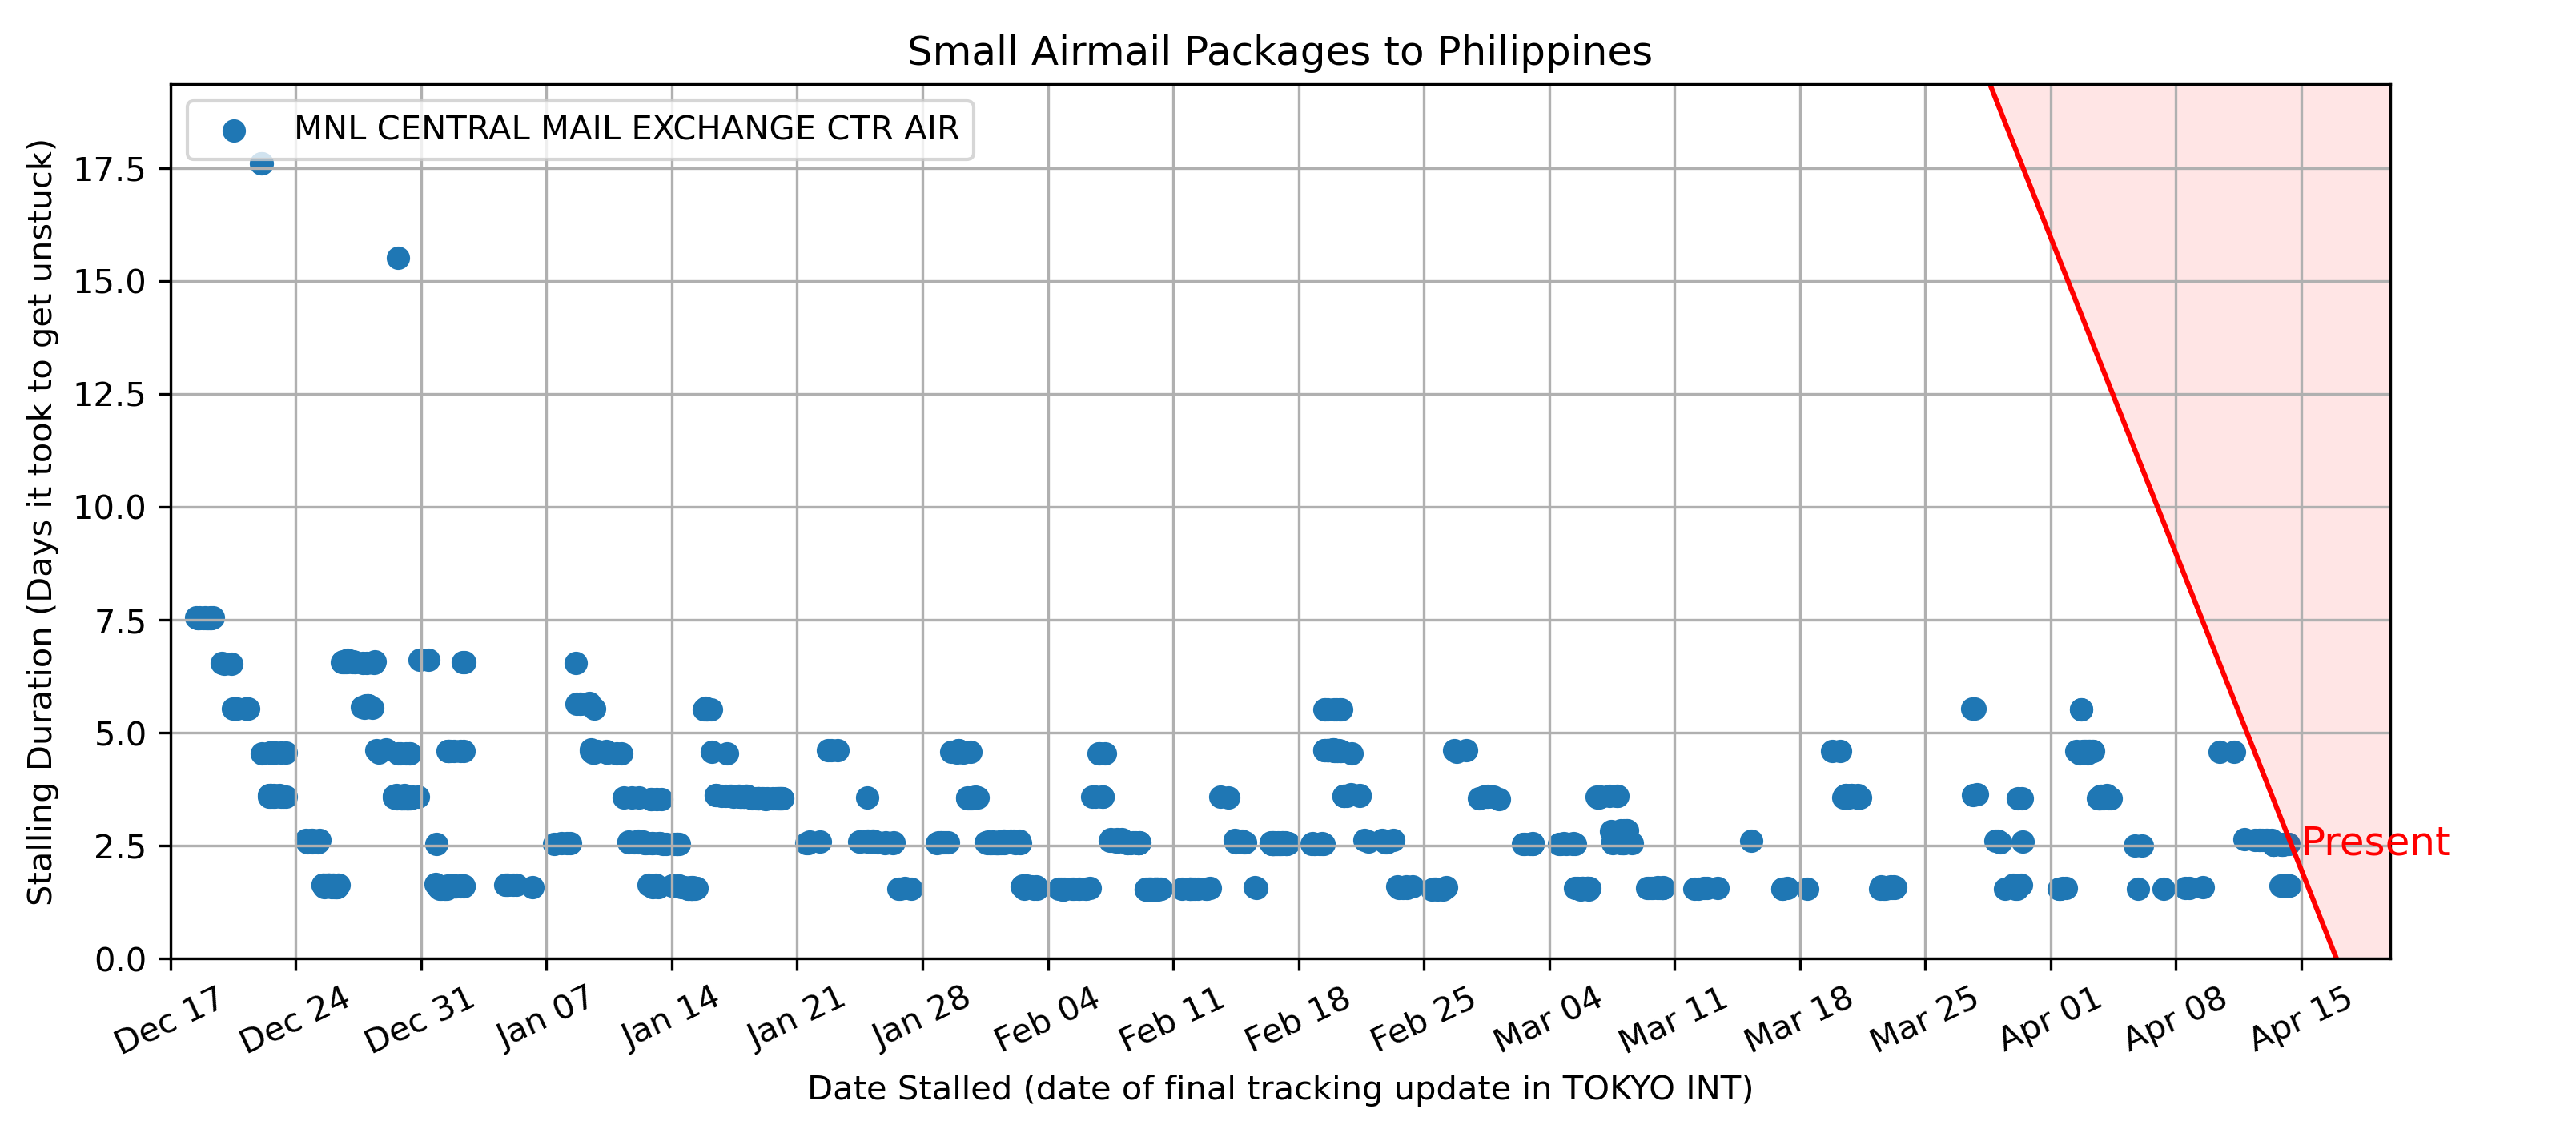 Small Airmail Packages to Philippines
MNL CENTRAL MAIL EXCHANGE CTR AIR
Stalling Duration (Days it took to get unstuck)
17.5
15.0
12.5
10.0
7.5
5.0
2.5
0.0
Present
Dec 17
Dec 24
Dec 31
Jan 07
Jan 14
Jan 21
Jan 28
Feb 04
Feb 11
Feb 18
Feb 25
Mar 04
Mar 11
Mar 18
Mar 25
Apr 01
Apr 08
Apr 15
Date Stalled (date of final tracking update in TOKYO INT)